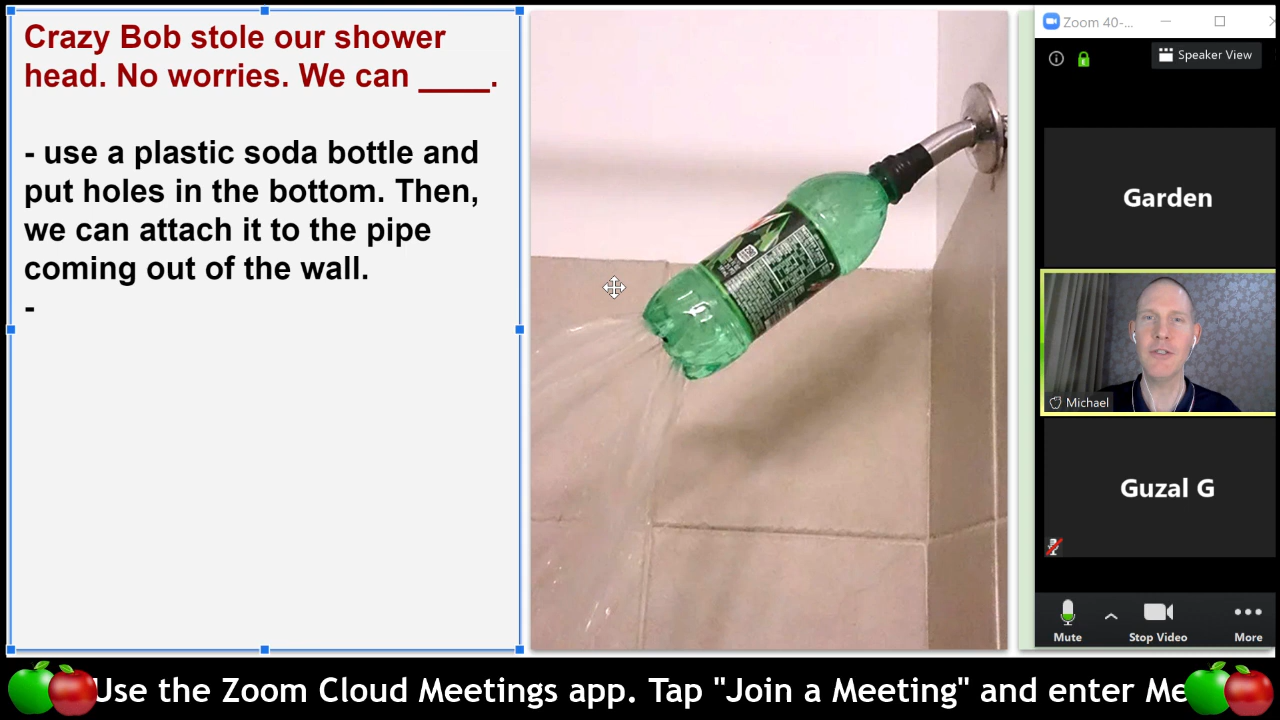 Crazy Bob stole our shower
head. No worries. We can ____.
- use a plastic soda bottle and
put holes in the bottom. Then,
we can attach it to the pipe
coming out of the wall.
-
Zoom 40-...
Speaker View
Garden
Michael
Guzal G
Mute
Stop Video
More
Use the Zoom Cloud Meetings app. Tap "Join a Meeting" and enter Me